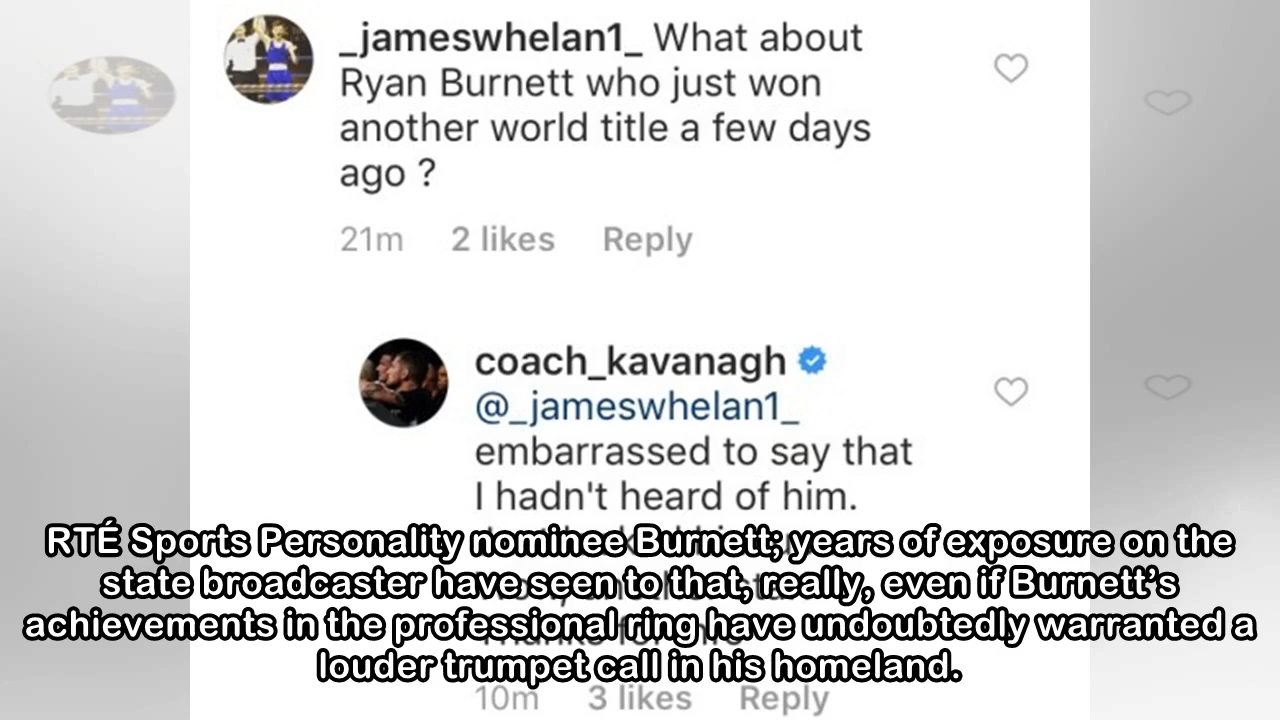 _jameswhelan1_ What about
Ryan Burnett who just won
another world title a few days
ago ?
21m 2 likes Reply
coach_kavanagh
@_jameswhelan1_
embarrassed to say that
I hadn't heard of him.
RTÉ Sports Personality nominee Burnett; years of exposure on the
state broadcaster have seen to that, really, even if Burnett’s
achievements in the professional ring have undoubtedly warranted a
louder trumpet call in his homeland.
10m 3 likes Reply